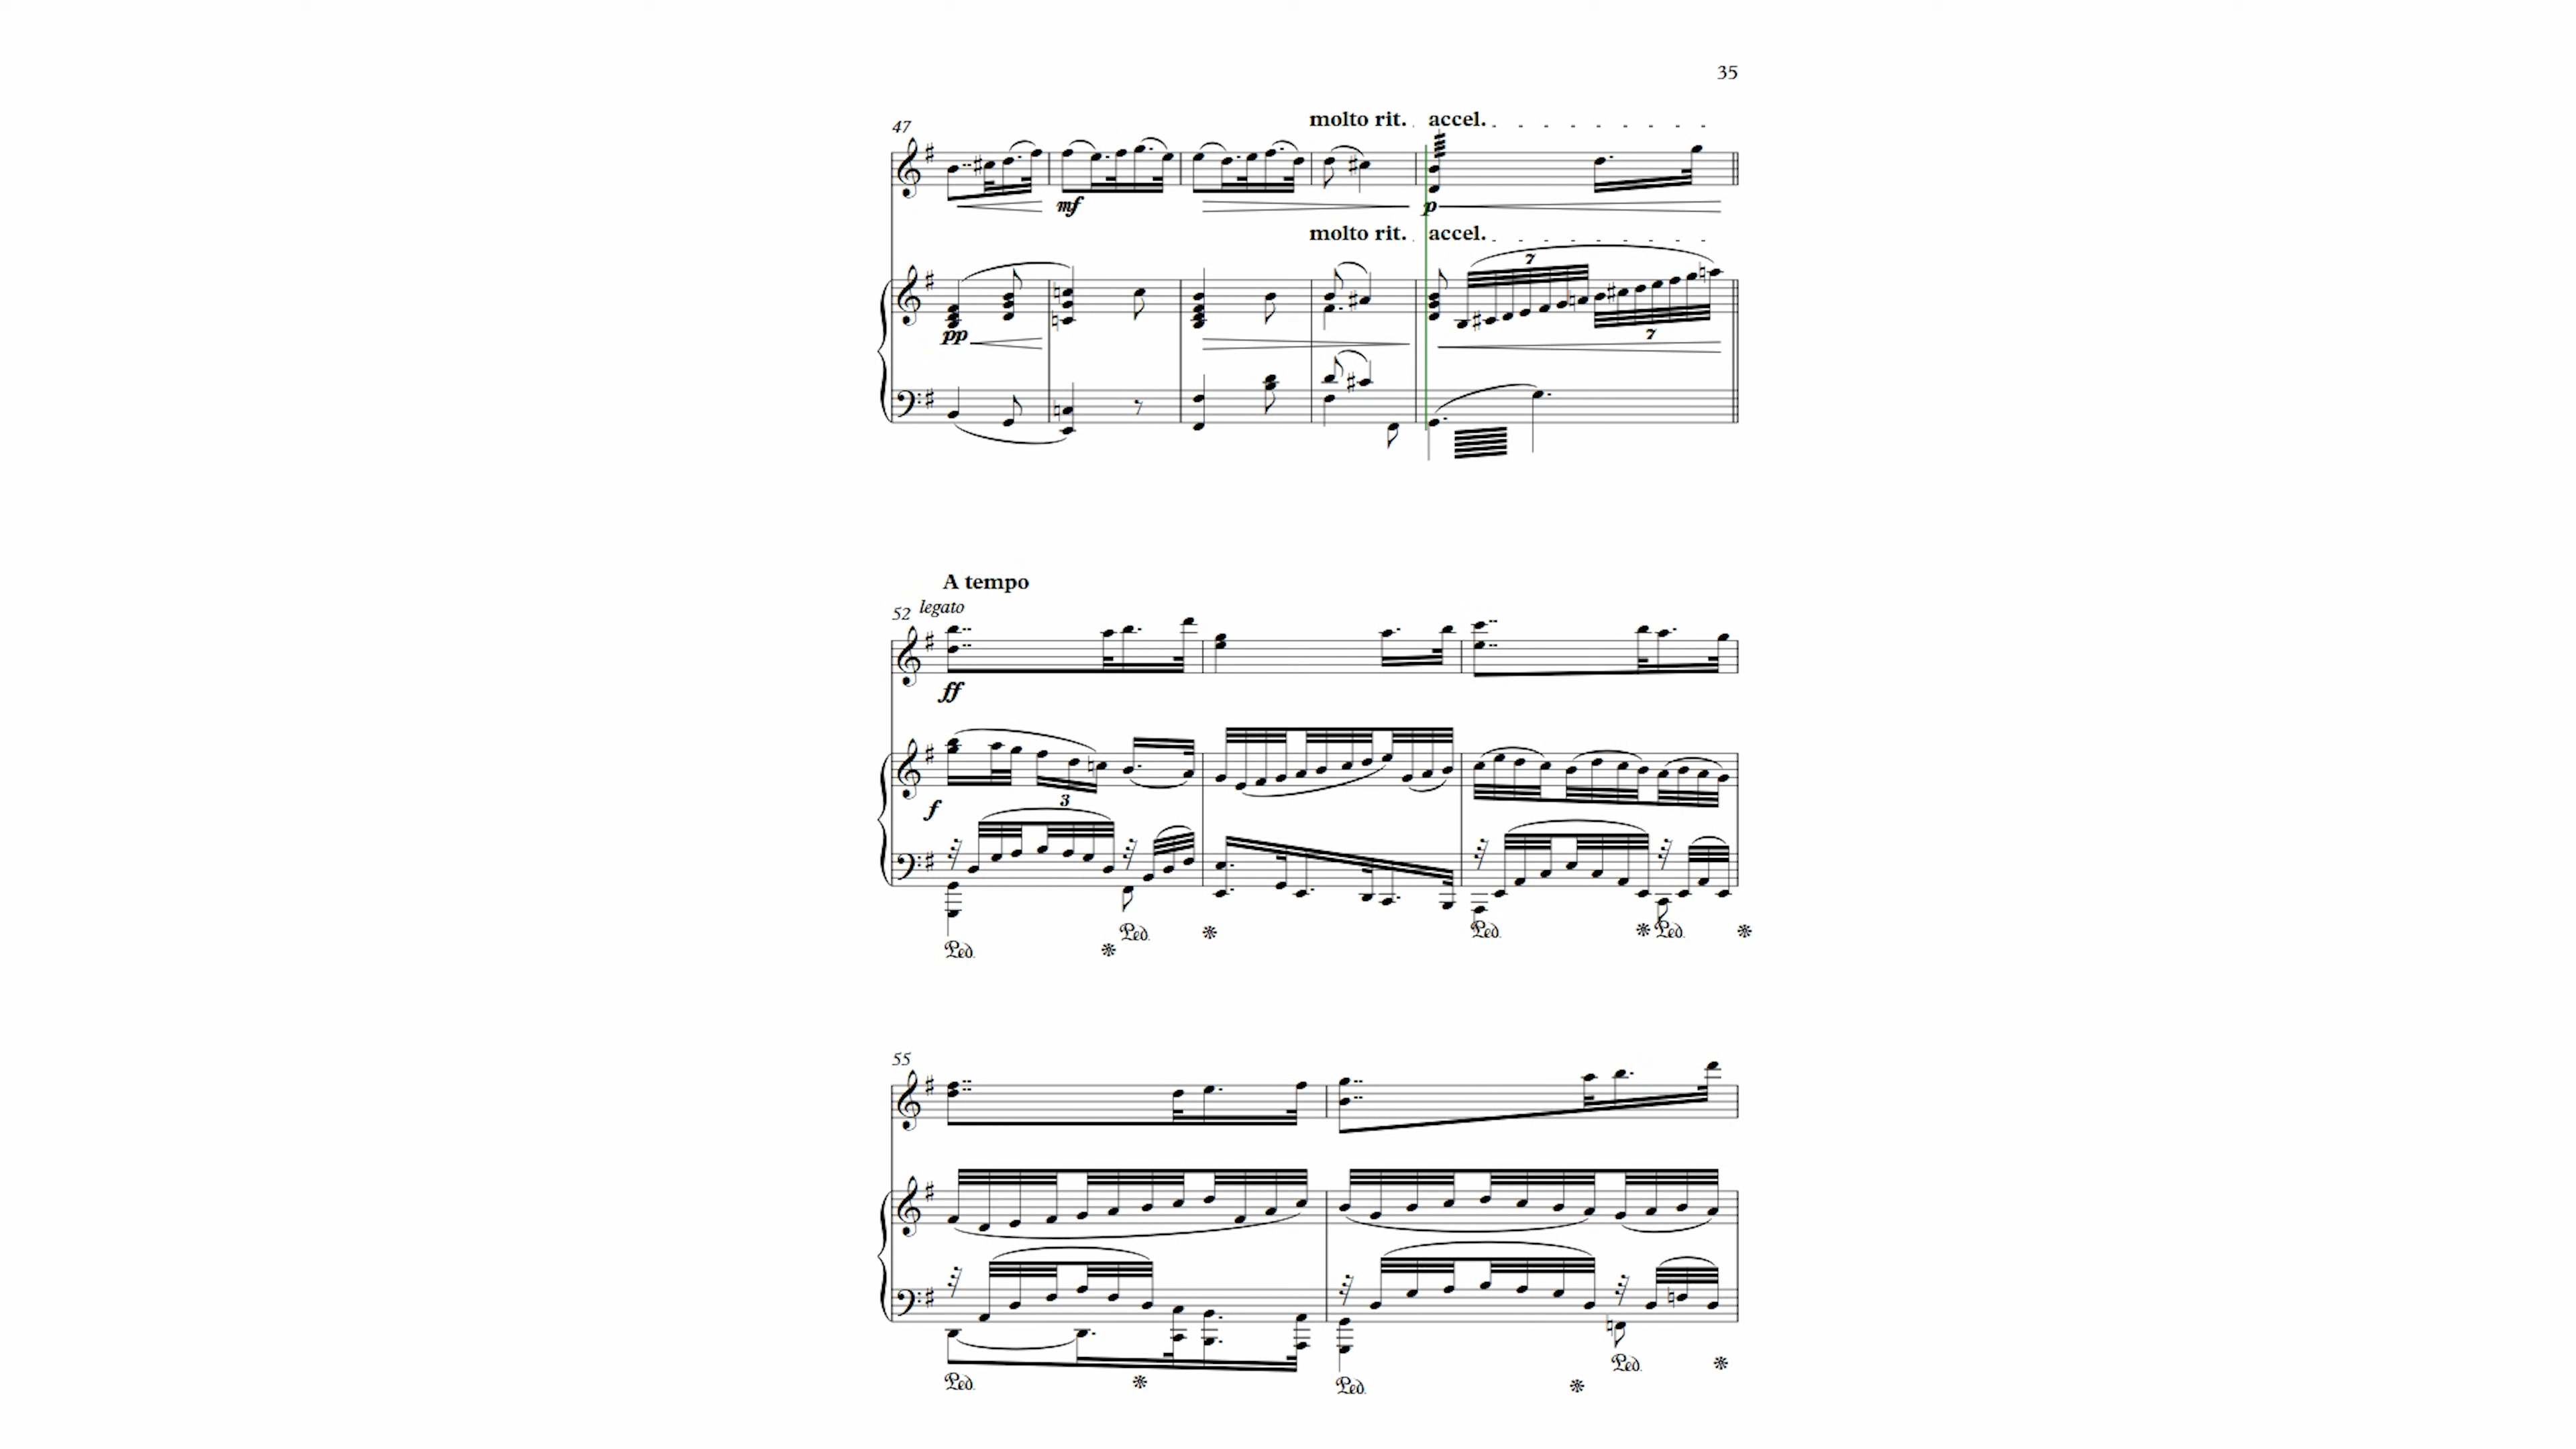 35
molto rit. accel.
47
mf
p
molto rit. accel.
7
pp
7
A tempo
52 legato
ff
3
f
Ped. Ped. Ped. Ped.
55
Ped. Ped. Ped.